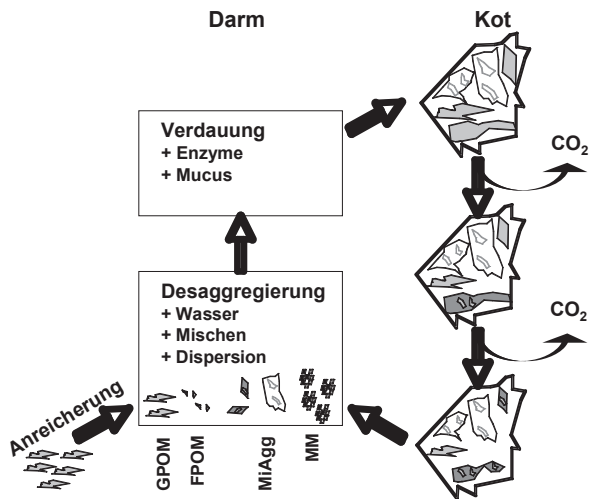 Darm
Kot
Verdauung
+ Enzyme
+ Mucus
CO₂
Desaggregierung
+ Wasser
+ Mischen
+ Dispersion
CO₂
Anreicherung
GPOM
FPOM
MiAgg
MM